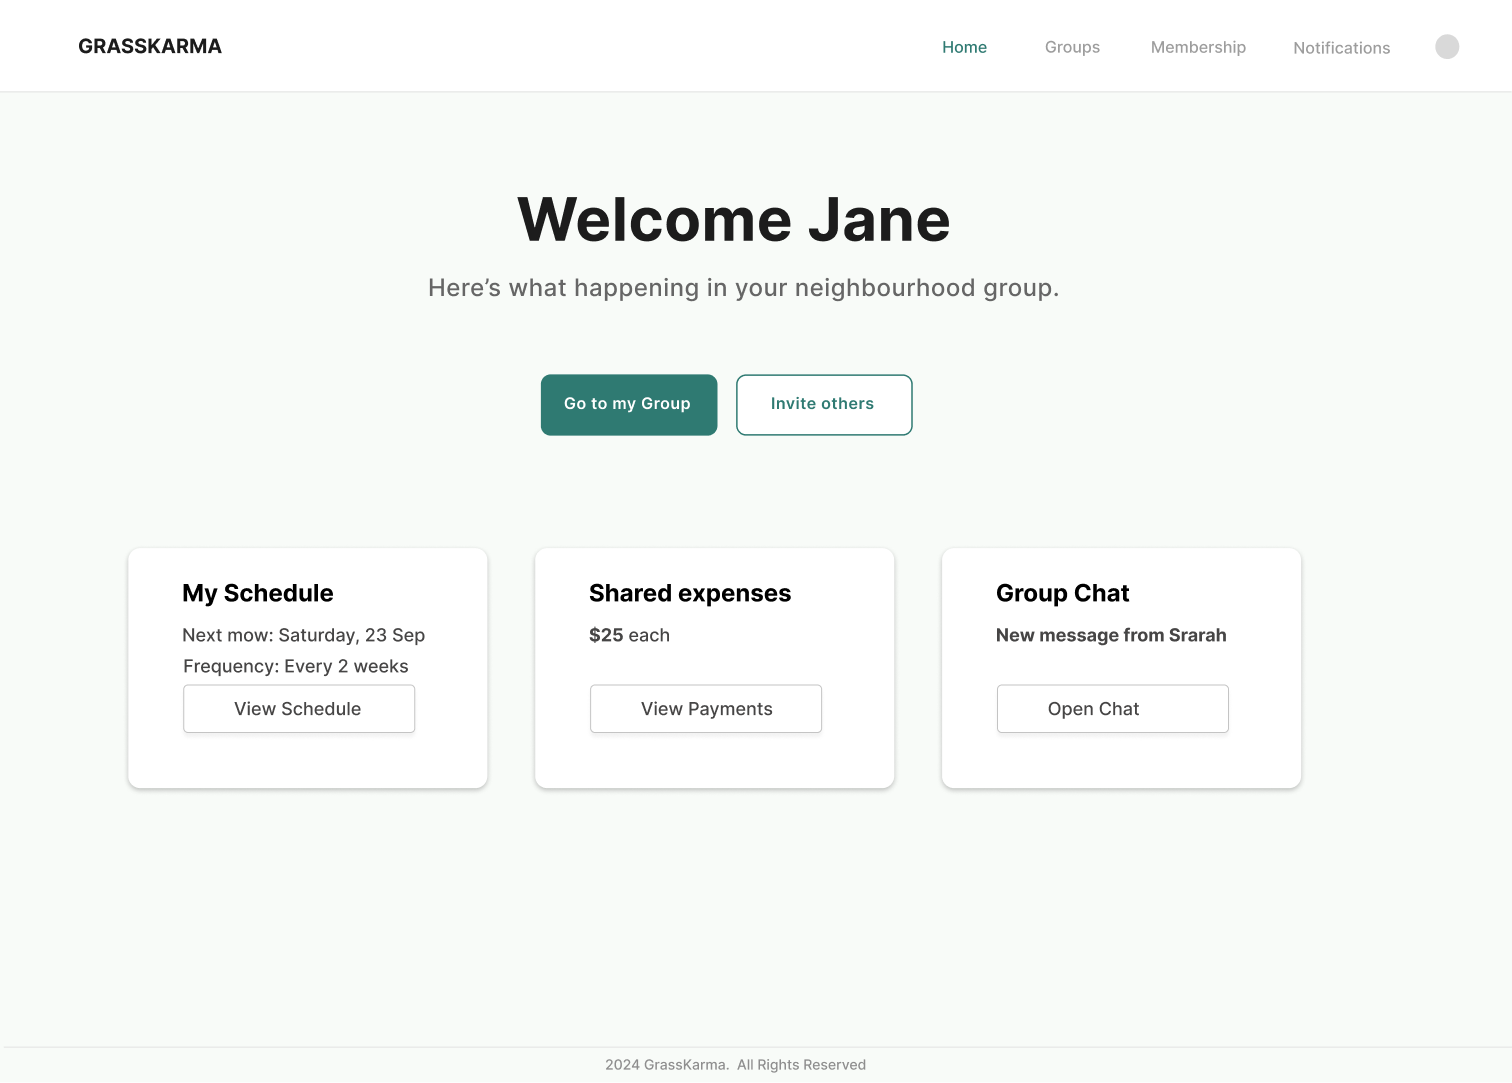 GRASSKARMA
Home Groups Membership Notifications
Welcome Jane
Here’s what happening in your neighbourhood group.
Go to my Group Invite others
My Schedule
Next mow: Saturday, 23 Sep
Frequency: Every 2 weeks
View Schedule
Shared expenses
$25 each
View Payments
Group Chat
New message from Srarah
Open Chat
2024 GrassKarma. All Rights Reserved